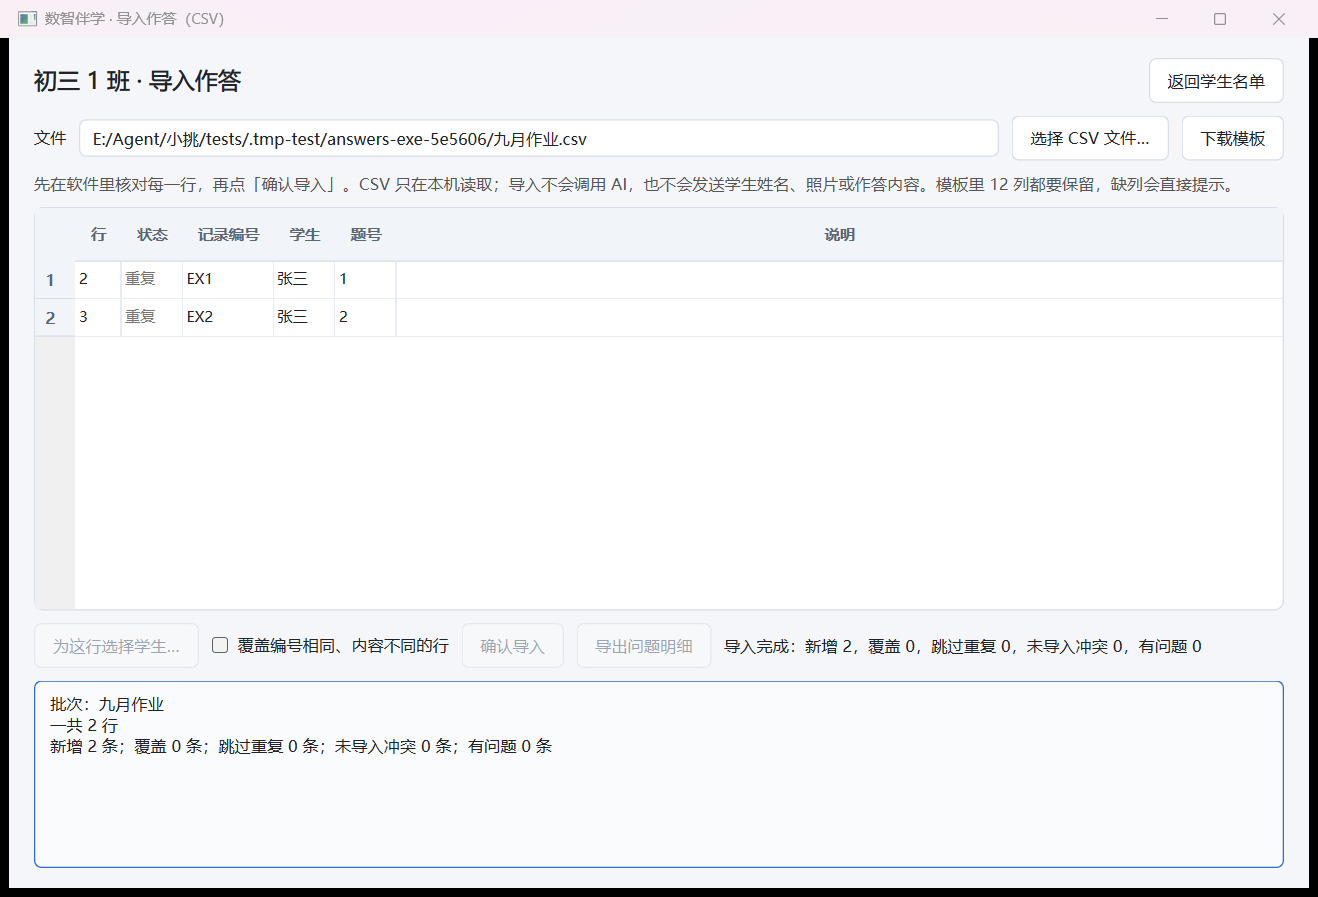 数智伴学 · 导入作答（CSV）
初三 1 班 · 导入作答
返回学生名单
文件 E:/Agent/小挑/tests/.tmp-test/answers-exe-5e5606/九月作业.csv 选择 CSV 文件... 下载模板
先在软件里核对每一行，再点「确认导入」。CSV 只在本机读取；导入不会调用 AI，也不会发送学生姓名、照片或作答内容。模板里 12 列都要保留，缺列会直接提示。
行 状态 记录编号 学生 题号 说明
1 2 重复 EX1 张三 1
2 3 重复 EX2 张三 2
为这行选择学生... 覆盖编号相同、内容不同的行 确认导入 导出问题明细 导入完成：新增 2，覆盖 0，跳过重复 0，未导入冲突 0，有问题 0
批次：九月作业
一共 2 行
新增 2 条；覆盖 0 条；跳过重复 0 条；未导入冲突 0 条；有问题 0 条